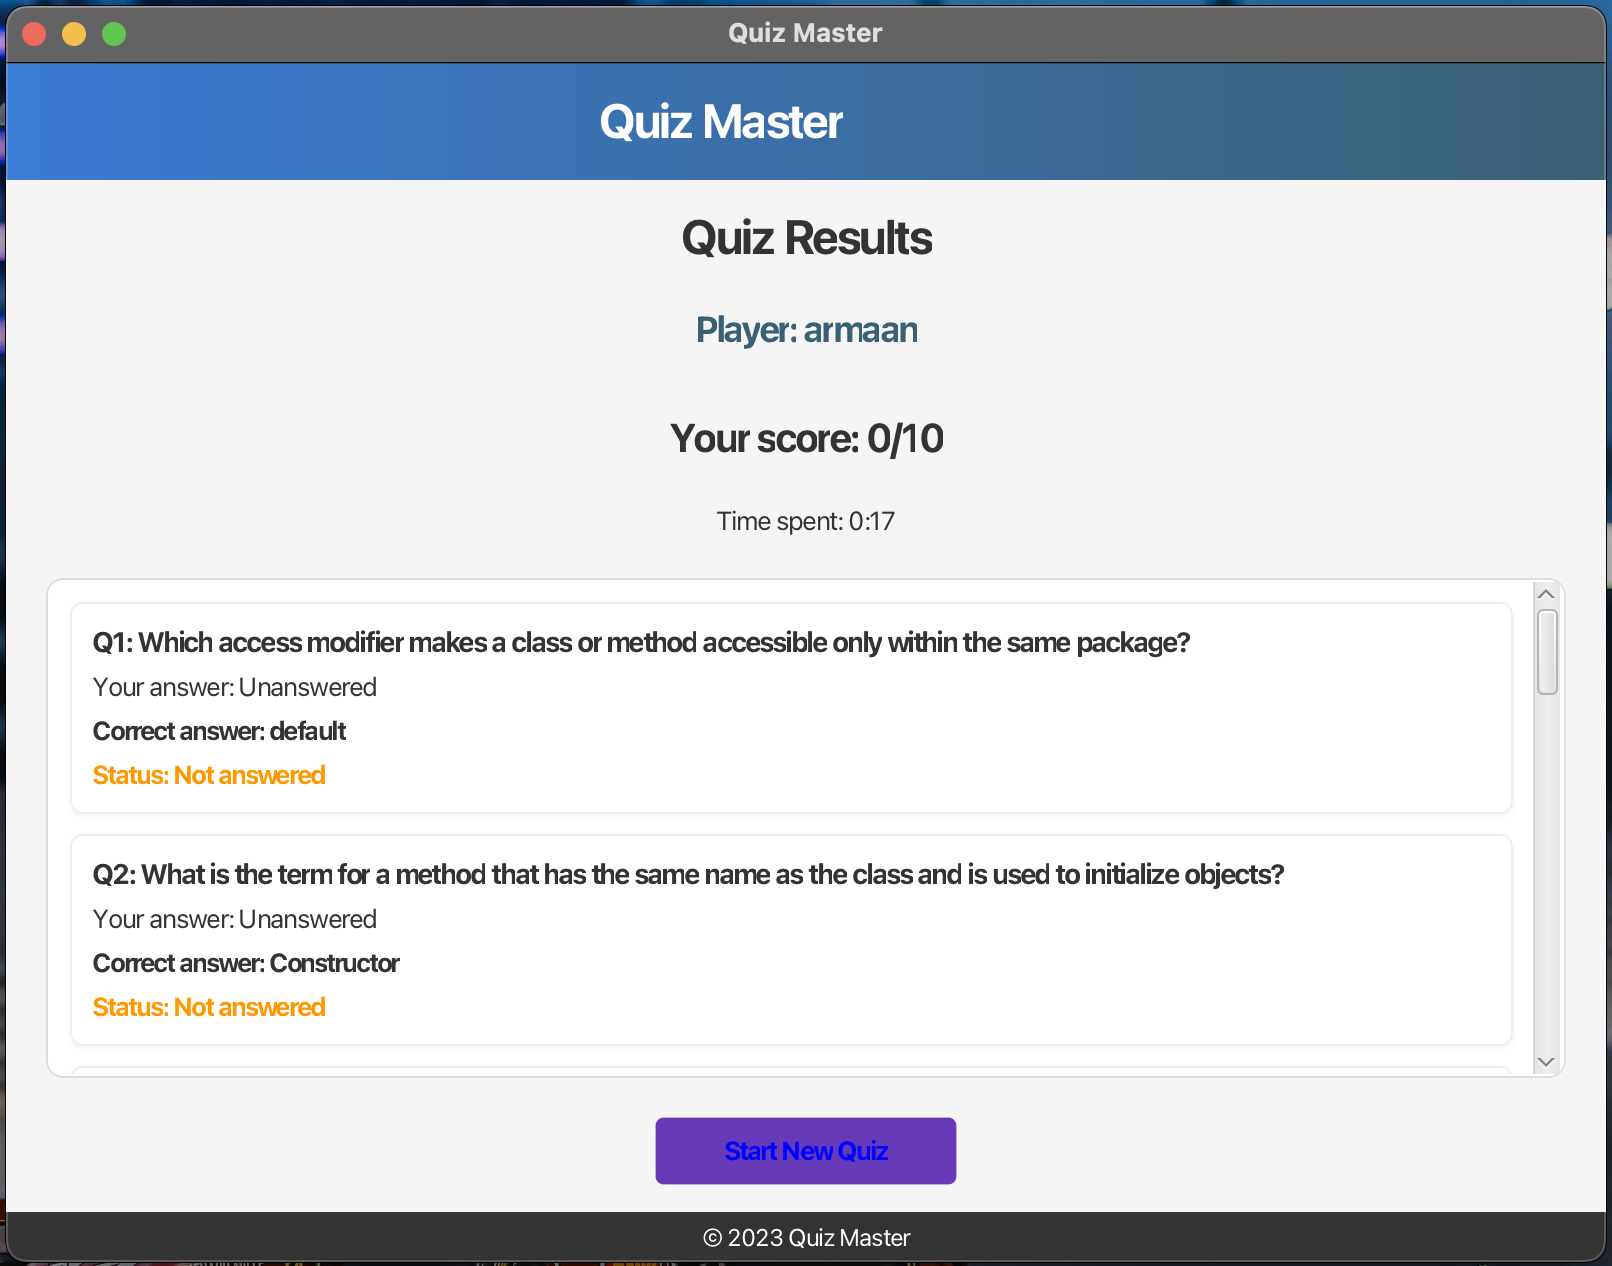 Quiz Master
Quiz Master
Quiz Results
Player: armaan
Your score: 0/10
Time spent: 0:17
Q1: Which access modifier makes a class or method accessible only within the same package?
Your answer: Unanswered
Correct answer: default
Status: Not answered
Q2: What is the term for a method that has the same name as the class and is used to initialize objects?
Your answer: Unanswered
Correct answer: Constructor
Status: Not answered
Start New Quiz
© 2023 Quiz Master